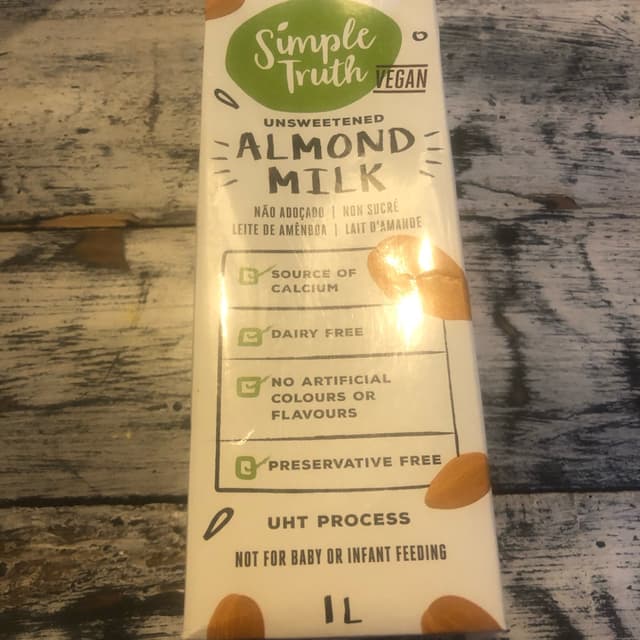 Simple
Truth
VEGAN
UNSWEETENED
ALMOND
MILK
NÃO ADOÇADO | NON SUCRÉ
LEITE DE AMÊNDOA | LAIT D'AMANDE
SOURCE OF
CALCIUM
DAIRY FREE
NO ARTIFICIAL
COLOURS OR
FLAVOURS
PRESERVATIVE FREE
UHT PROCESS
NOT FOR BABY OR INFANT FEEDING
1L